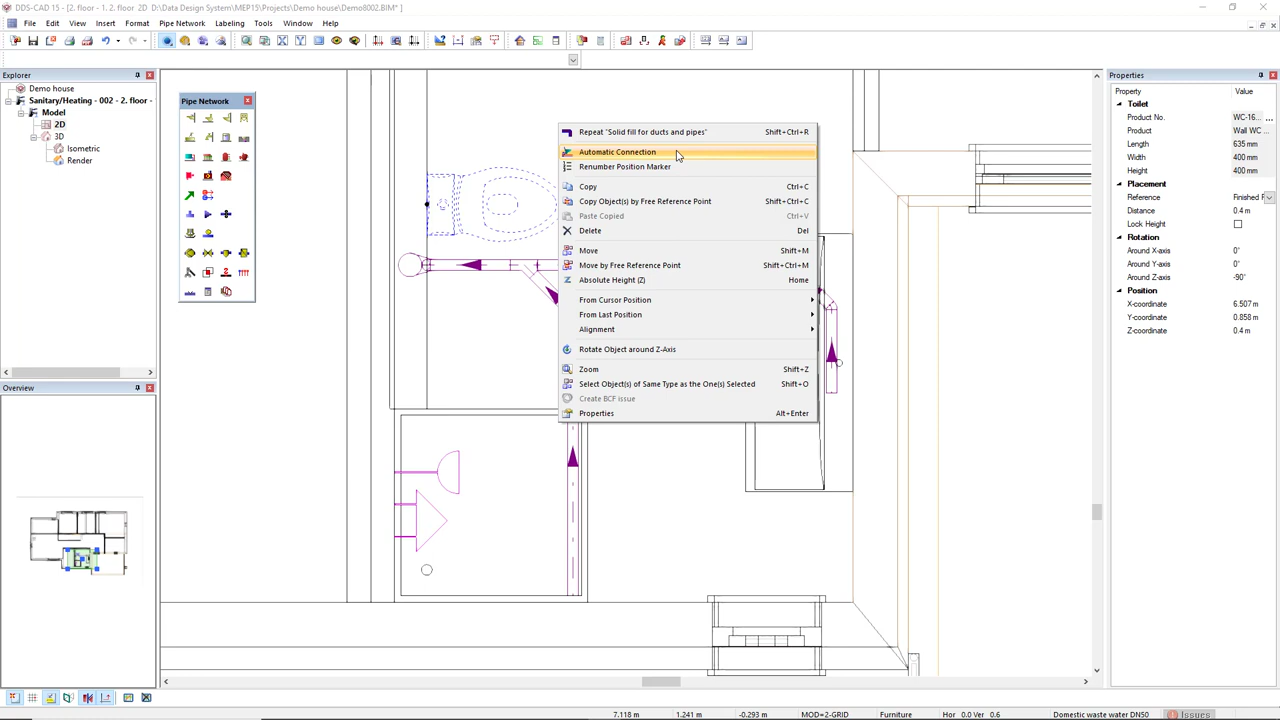 DDS-CAD 15 - [2. floor - 1. 2. floor  2D  D:\Data Design System\MEP15\Projects\Demo house\Demo8002.BIM*]
File Edit View Insert Format Pipe Network Labeling Tools Window Help
Explorer
Demo house
Sanitary/Heating - 002 - 2. floor -
Model
2D
3D
Isometric
Render
Overview
Pipe Network
Repeat "Solid fill for ducts and pipes" Shift+Ctrl+R
Automatic Connection
Renumber Position Marker
Copy Ctrl+C
Copy Object(s) by Free Reference Point Shift+Ctrl+C
Paste Copied Ctrl+V
Delete Del
Move Shift+M
Move by Free Reference Point Shift+Ctrl+M
Absolute Height (Z) Home
From Cursor Position
From Last Position
Alignment
Rotate Object around Z-Axis
Zoom Shift+Z
Select Object(s) of Same Type as the One(s) Selected Shift+O
Create BCF issue
Properties Alt+Enter
Properties
Property Value
Toilet
Product No. WC-16... ...
Product Wall WC
Length 635 mm
Width 400 mm
Height 400 mm
Placement
Reference Finished F
Distance 0.4 m
Lock Height
Rotation
Around X-axis 0°
Around Y-axis 0°
Around Z-axis -90°
Position
X-coordinate 6.507 m
Y-coordinate 0.858 m
Z-coordinate 0.4 m
7.118 m 1.241 m -0.293 m MOD=2-GRID Furniture Hor 0.0 Ver 0.6 Domestic waste water DN50 Issues